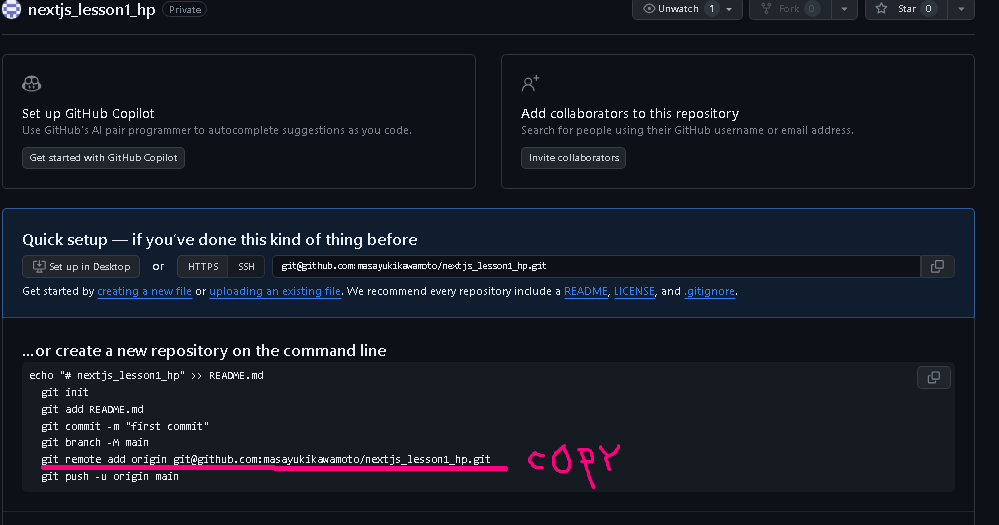 nextjs_lesson1_hp Private
Unwatch 1 Fork 0 Star 0
Set up GitHub Copilot
Use GitHub's AI pair programmer to autocomplete suggestions as you code.
Get started with GitHub Copilot
Add collaborators to this repository
Search for people using their GitHub username or email address.
Invite collaborators
Quick setup — if you've done this kind of thing before
Set up in Desktop or HTTPS SSH git@github.com:masayukikawamoto/nextjs_lesson1_hp.git
Get started by creating a new file or uploading an existing file. We recommend every repository include a README, LICENSE, and .gitignore.
...or create a new repository on the command line
echo "# nextjs_lesson1_hp" >> README.md
git init
git add README.md
git commit -m "first commit"
git branch -M main
git remote add origin git@github.com:masayukikawamoto/nextjs_lesson1_hp.git COPY
git push -u origin main